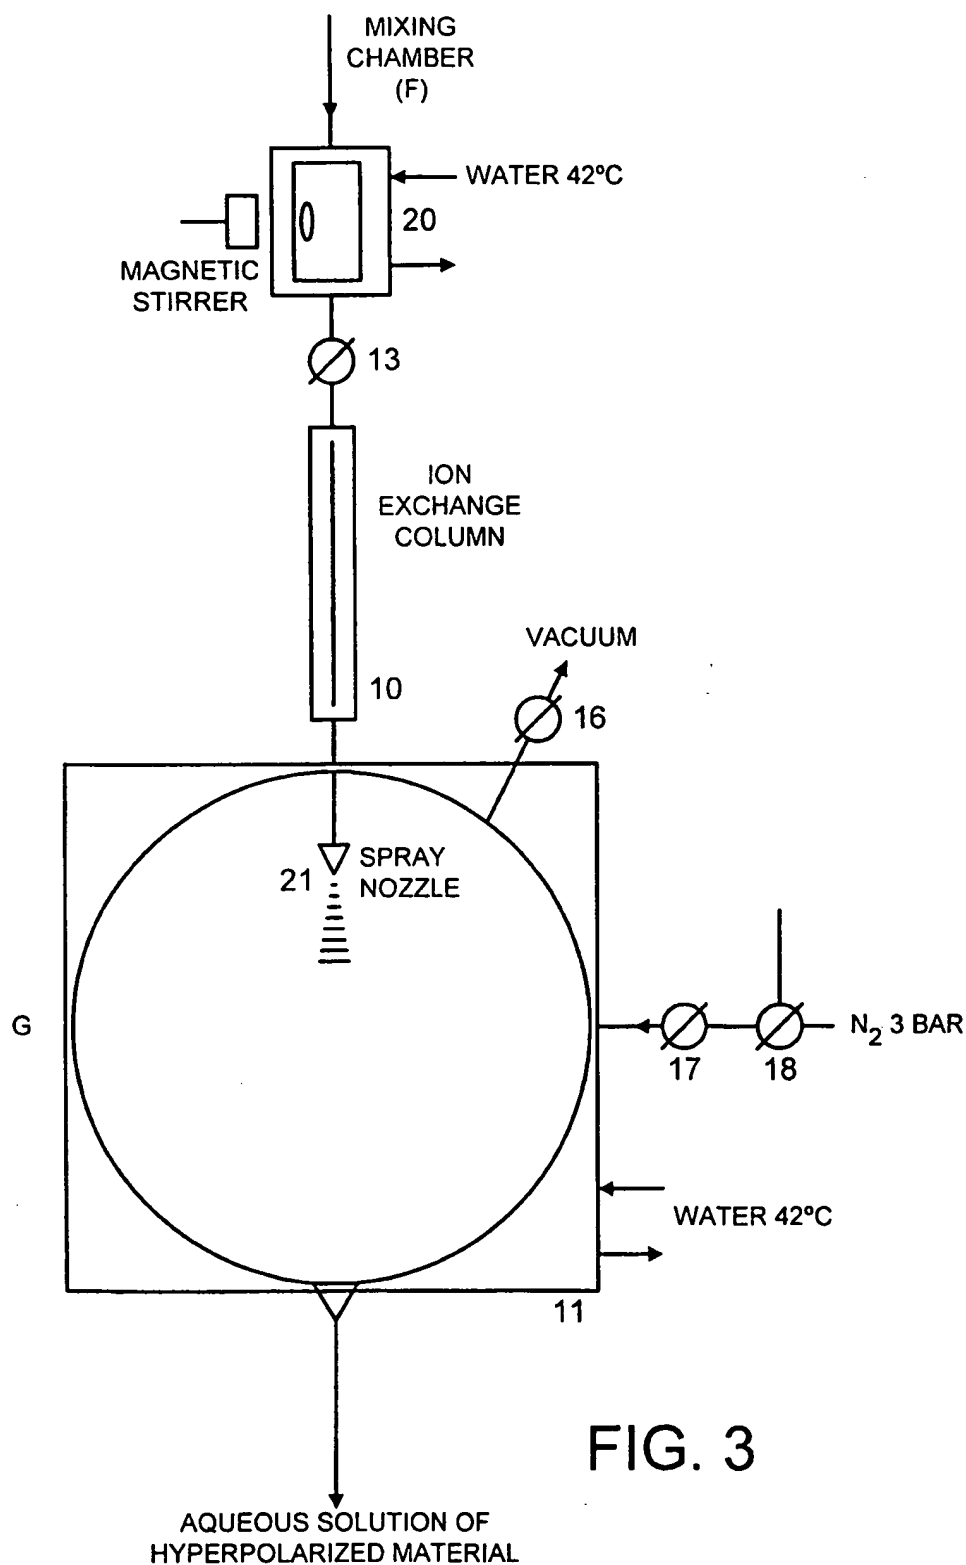 MIXING
CHAMBER
(F)
WATER 42ºC
20
MAGNETIC
STIRRER
13
ION
EXCHANGE
COLUMN
10
VACUUM
16
SPRAY
NOZZLE
21
G
N2 3 BAR
17
18
WATER 42ºC
11
FIG. 3
AQUEOUS SOLUTION OF
HYPERPOLARIZED MATERIAL